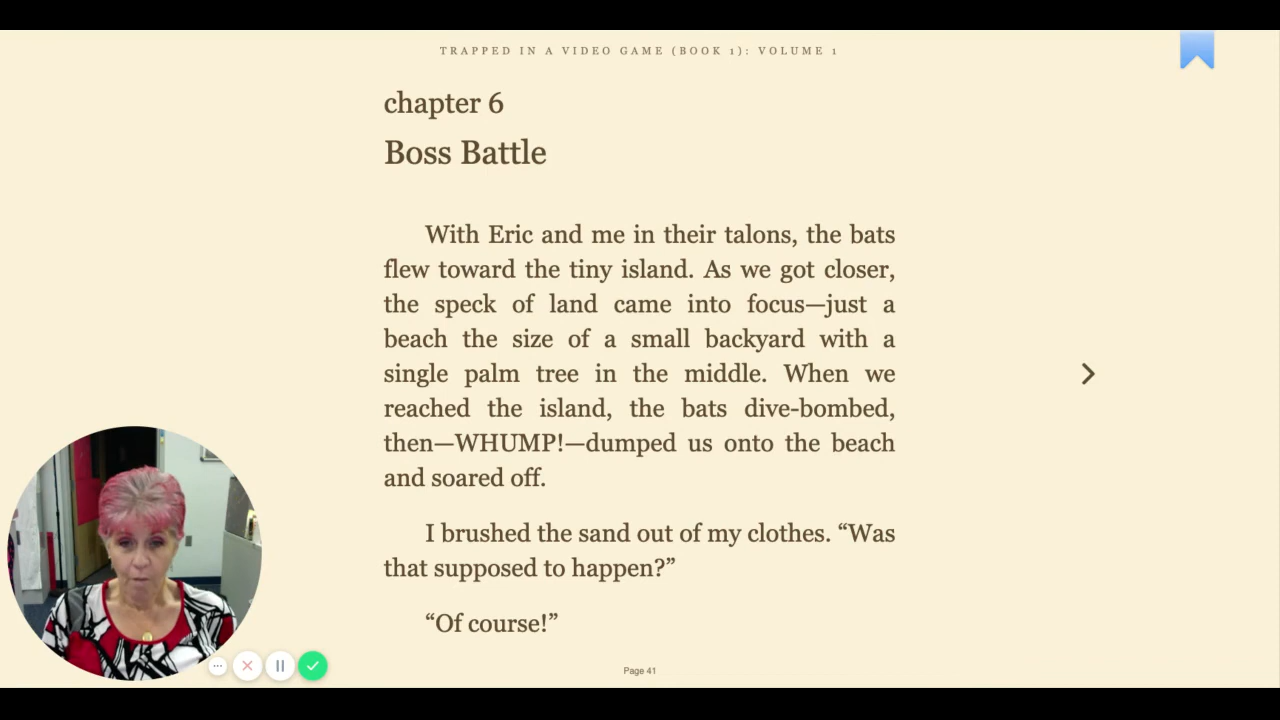 TRAPPED IN A VIDEO GAME (BOOK 1): VOLUME 1
chapter 6
Boss Battle
With Eric and me in their talons, the bats
flew toward the tiny island. As we got closer,
the speck of land came into focus—just a
beach the size of a small backyard with a
single palm tree in the middle. When we
reached the island, the bats dive-bombed,
then—WHUMP!—dumped us onto the beach
and soared off.
I brushed the sand out of my clothes. “Was
that supposed to happen?”
“Of course!”
Page 41